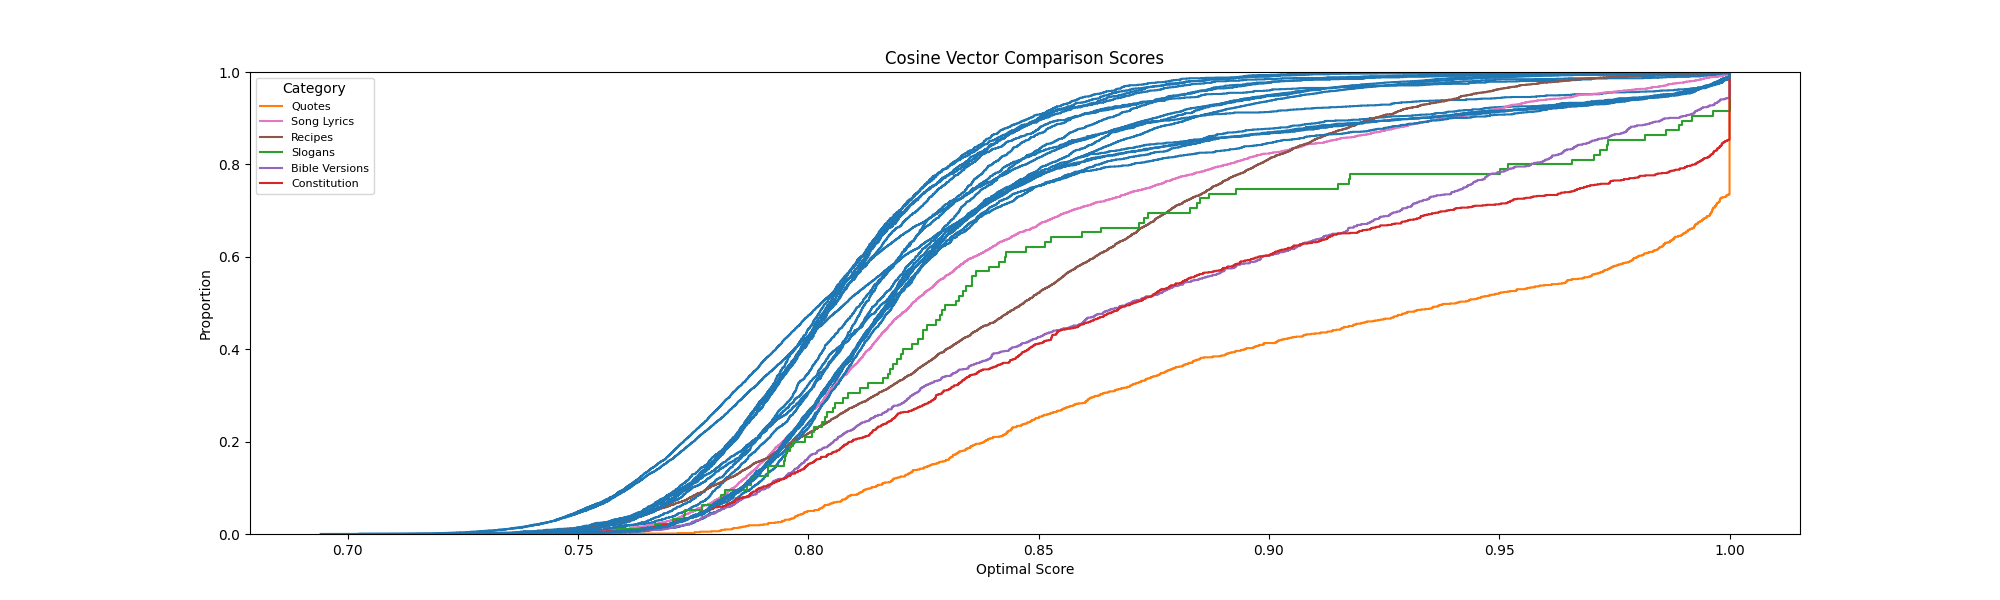 Cosine Vector Comparison Scores
1.0
0.8
0.6
0.4
0.2
0.0
Proportion
Category
Quotes
Song Lyrics
Recipes
Slogans
Bible Versions
Constitution
0.70 0.75 0.80 0.85 0.90 0.95 1.00
Optimal Score